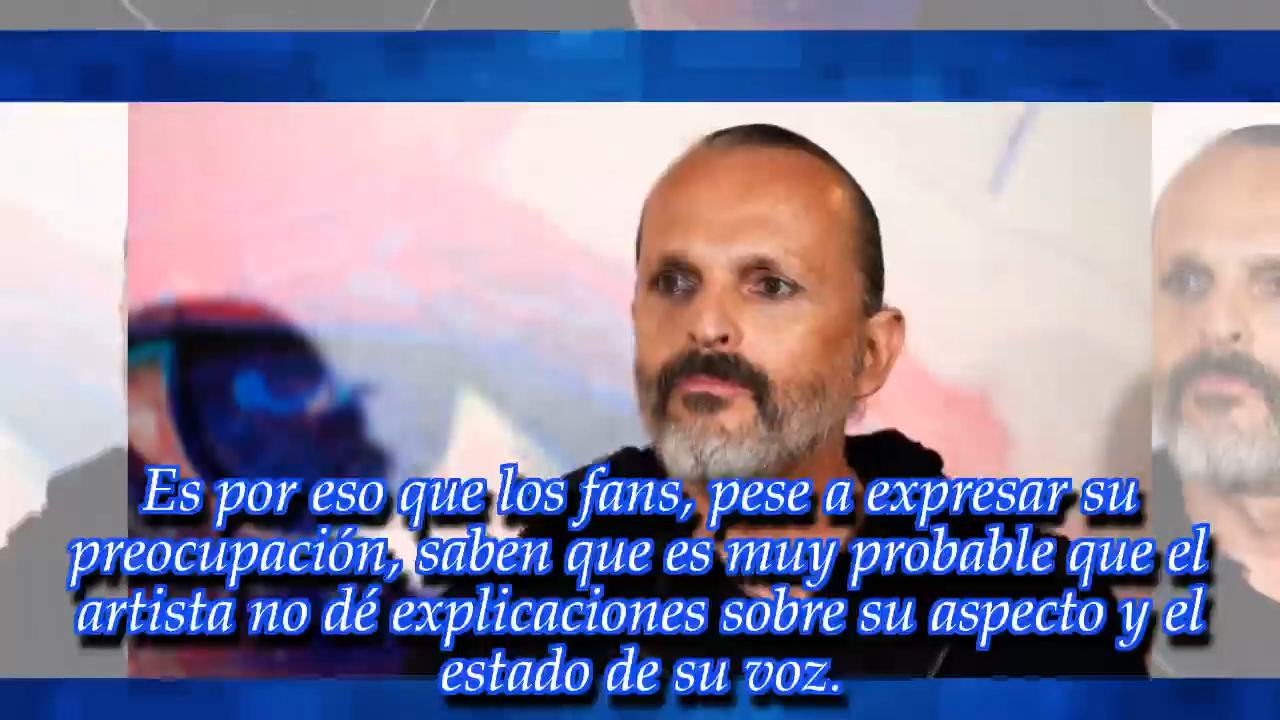 Es por eso que los fans, pese a expresar su
preocupación, saben que es muy probable que el
artista no dé explicaciones sobre su aspecto y el
estado de su voz.